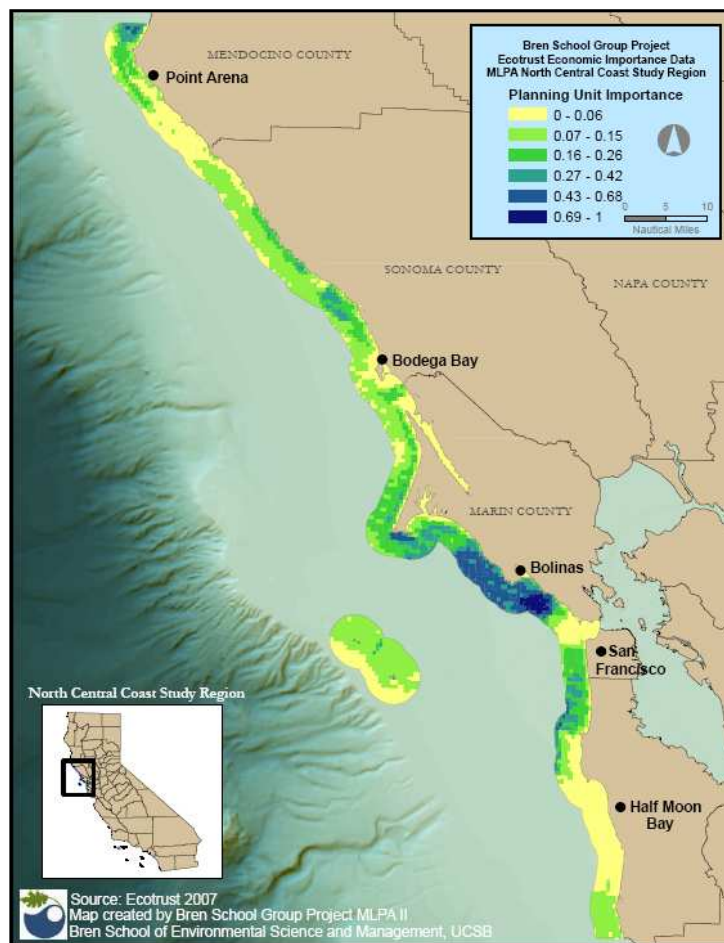 Bren School Group Project
Ecotrust Economic Importance Data
MLPA North Central Coast Study Region
Planning Unit Importance
0 - 0.06
0.07 - 0.15
0.16 - 0.26
0.27 - 0.42
0.43 - 0.68
0.69 - 1
0 5 10
Nautical Miles
MENDOCINO COUNTY
Point Arena
SONOMA COUNTY
NAPA COUNTY
Bodega Bay
MARIN COUNTY
Bolinas
San
Francisco
Half Moon
Bay
North Central Coast Study Region
Source: Ecotrust 2007
Map created by Bren School Group Project MLPA II
Bren School of Environmental Science and Management, UCSB